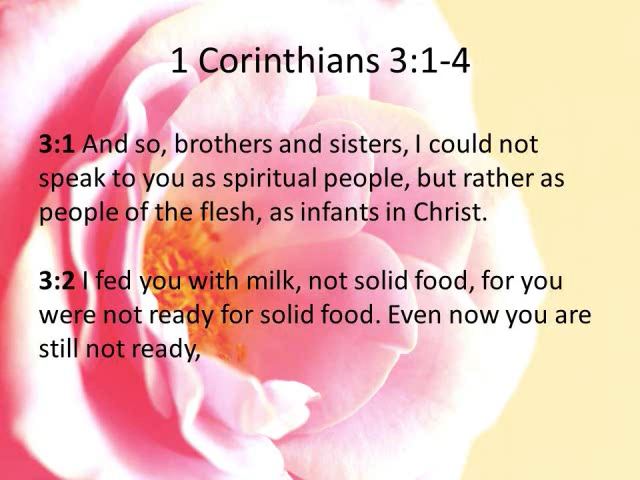 1 Corinthians 3:1-4
3:1 And so, brothers and sisters, I could not
speak to you as spiritual people, but rather as
people of the flesh, as infants in Christ.
3:2 I fed you with milk, not solid food, for you
were not ready for solid food. Even now you are
still not ready,